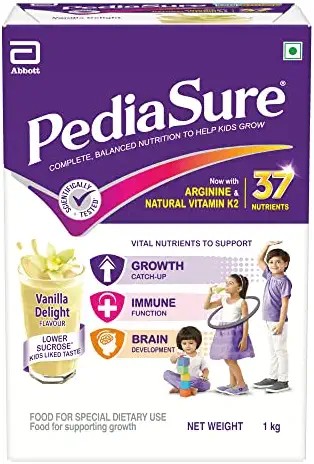 Abbott
PediaSure®
COMPLETE, BALANCED NUTRITION TO HELP KIDS GROW
SCIENTIFICALLY
TESTED
Now with
ARGININE &
NATURAL VITAMIN K2
37
NUTRIENTS
VITAL NUTRIENTS TO SUPPORT
GROWTH
CATCH-UP
IMMUNE
FUNCTION
BRAIN
DEVELOPMENT
Vanilla
Delight
FLAVOUR
LOWER
SUCROSE*
KIDS LIKED TASTE
FOOD FOR SPECIAL DIETARY USE
Food for supporting growth
NET WEIGHT 1 kg